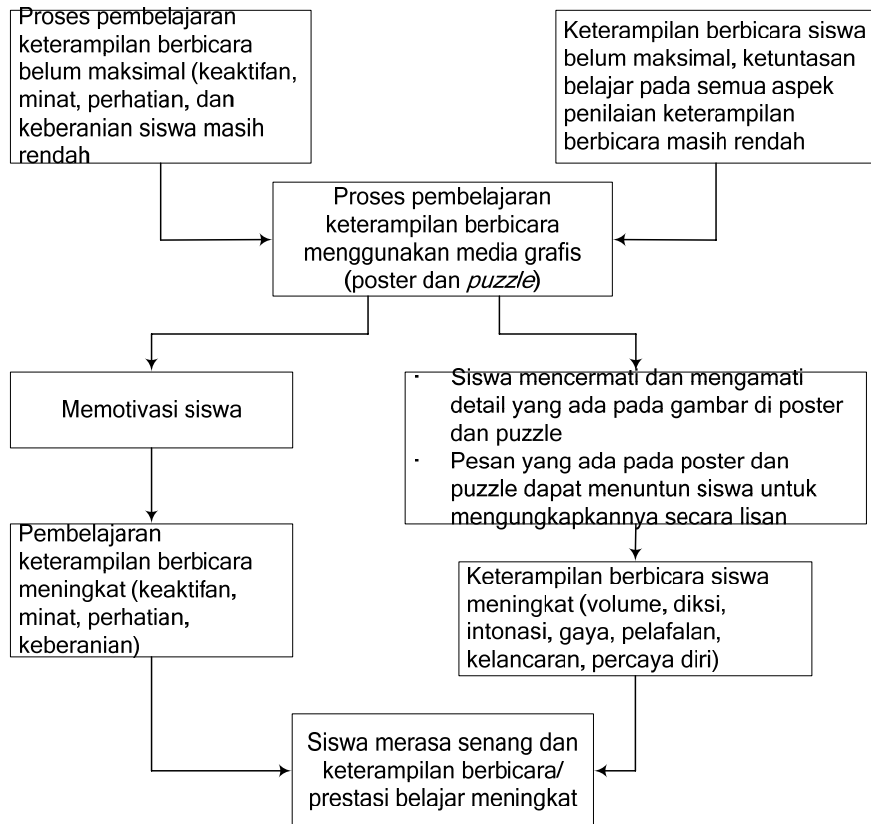 Proses pembelajaran
keterampilan berbicara
belum maksimal (keaktifan,
minat, perhatian, dan
keberanian siswa masih
rendah
Keterampilan berbicara siswa
belum maksimal, ketuntasan
belajar pada semua aspek
penilaian keterampilan
berbicara masih rendah
Proses pembelajaran
keterampilan berbicara
menggunakan media grafis
(poster dan puzzle)
Memotivasi siswa
- Siswa mencermati dan mengamati
detail yang ada pada gambar di poster
dan puzzle
- Pesan yang ada pada poster dan
puzzle dapat menuntun siswa untuk
mengungkapkannya secara lisan
Pembelajaran
keterampilan berbicara
meningkat (keaktifan,
minat, perhatian,
keberanian)
Keterampilan berbicara siswa
meningkat (volume, diksi,
intonasi, gaya, pelafalan,
kelancaran, percaya diri)
Siswa merasa senang dan
keterampilan berbicara/
prestasi belajar meningkat